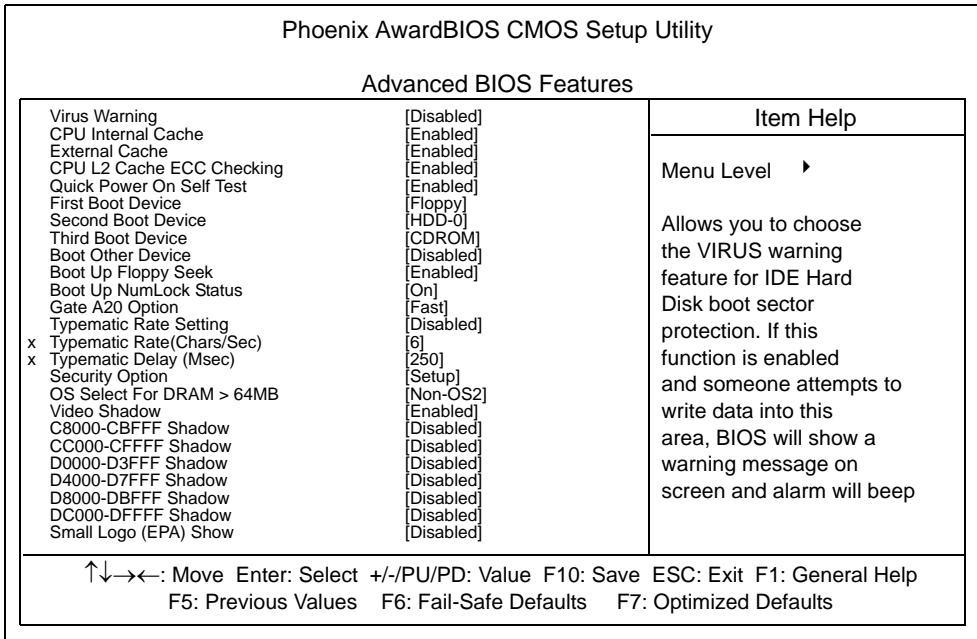 Phoenix AwardBIOS CMOS Setup Utility
Advanced BIOS Features
Virus Warning [Disabled]
CPU Internal Cache [Enabled]
External Cache [Enabled]
CPU L2 Cache ECC Checking [Enabled]
Quick Power On Self Test [Enabled]
First Boot Device [Floppy]
Second Boot Device [HDD-0]
Third Boot Device [CDROM]
Boot Other Device [Disabled]
Boot Up Floppy Seek [Enabled]
Boot Up NumLock Status [On]
Gate A20 Option [Fast]
Typematic Rate Setting [Disabled]
x Typematic Rate(Chars/Sec) [6]
x Typematic Delay (Msec) [250]
Security Option [Setup]
OS Select For DRAM > 64MB [Non-OS2]
Video Shadow [Enabled]
C8000-CBFFF Shadow [Disabled]
CC000-CFFFF Shadow [Disabled]
D0000-D3FFF Shadow [Disabled]
D4000-D7FFF Shadow [Disabled]
D8000-DBFFF Shadow [Disabled]
DC000-DFFFF Shadow [Disabled]
Small Logo (EPA) Show [Disabled]
Item Help
Menu Level ▸
Allows you to choose
the VIRUS warning
feature for IDE Hard
Disk boot sector
protection. If this
function is enabled
and someone attempts to
write data into this
area, BIOS will show a
warning message on
screen and alarm will beep
↑↓→←: Move Enter: Select +/-/PU/PD: Value F10: Save ESC: Exit F1: General Help
F5: Previous Values F6: Fail-Safe Defaults F7: Optimized Defaults